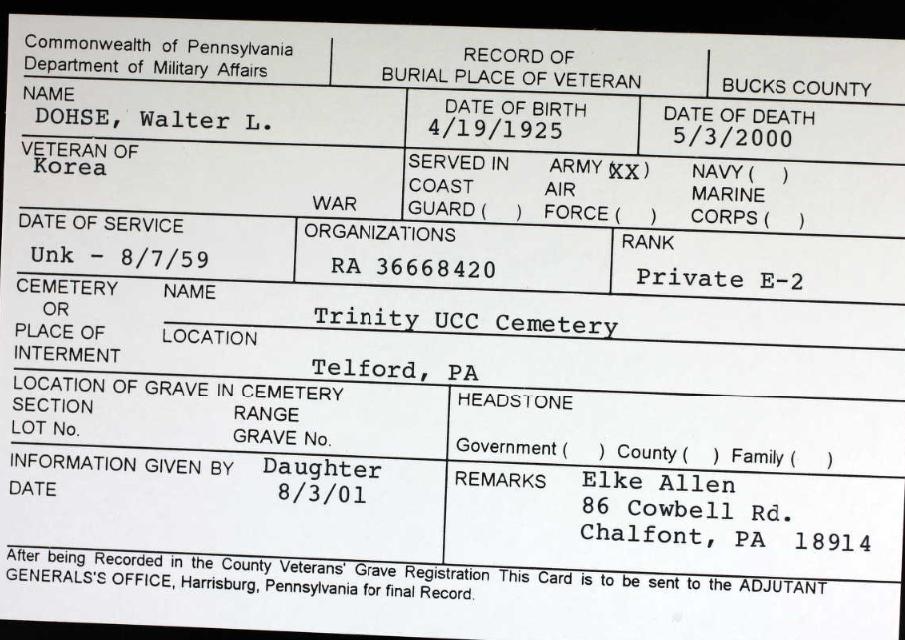 Commonwealth of Pennsylvania
Department of Military Affairs
RECORD OF
BURIAL PLACE OF VETERAN
BUCKS COUNTY
NAME
DOHSE, Walter L.
DATE OF BIRTH
4/19/1925
DATE OF DEATH
5/3/2000
VETERAN OF
Korea
WAR
SERVED IN ARMY (XX) NAVY ( )
COAST AIR MARINE
GUARD ( ) FORCE ( ) CORPS ( )
DATE OF SERVICE
Unk - 8/7/59
ORGANIZATIONS
RA 36668420
RANK
Private E-2
CEMETERY NAME
OR
Trinity UCC Cemetery
PLACE OF LOCATION
INTERMENT
Telford, PA
LOCATION OF GRAVE IN CEMETERY
SECTION RANGE
LOT No. GRAVE No.
HEADSTONE
Government ( ) County ( ) Family ( )
INFORMATION GIVEN BY Daughter
DATE 8/3/01
REMARKS Elke Allen
86 Cowbell Rd.
Chalfont, PA 18914
After being Recorded in the County Veterans' Grave Registration This Card is to be sent to the ADJUTANT
GENERALS'S OFFICE, Harrisburg, Pennsylvania for final Record.